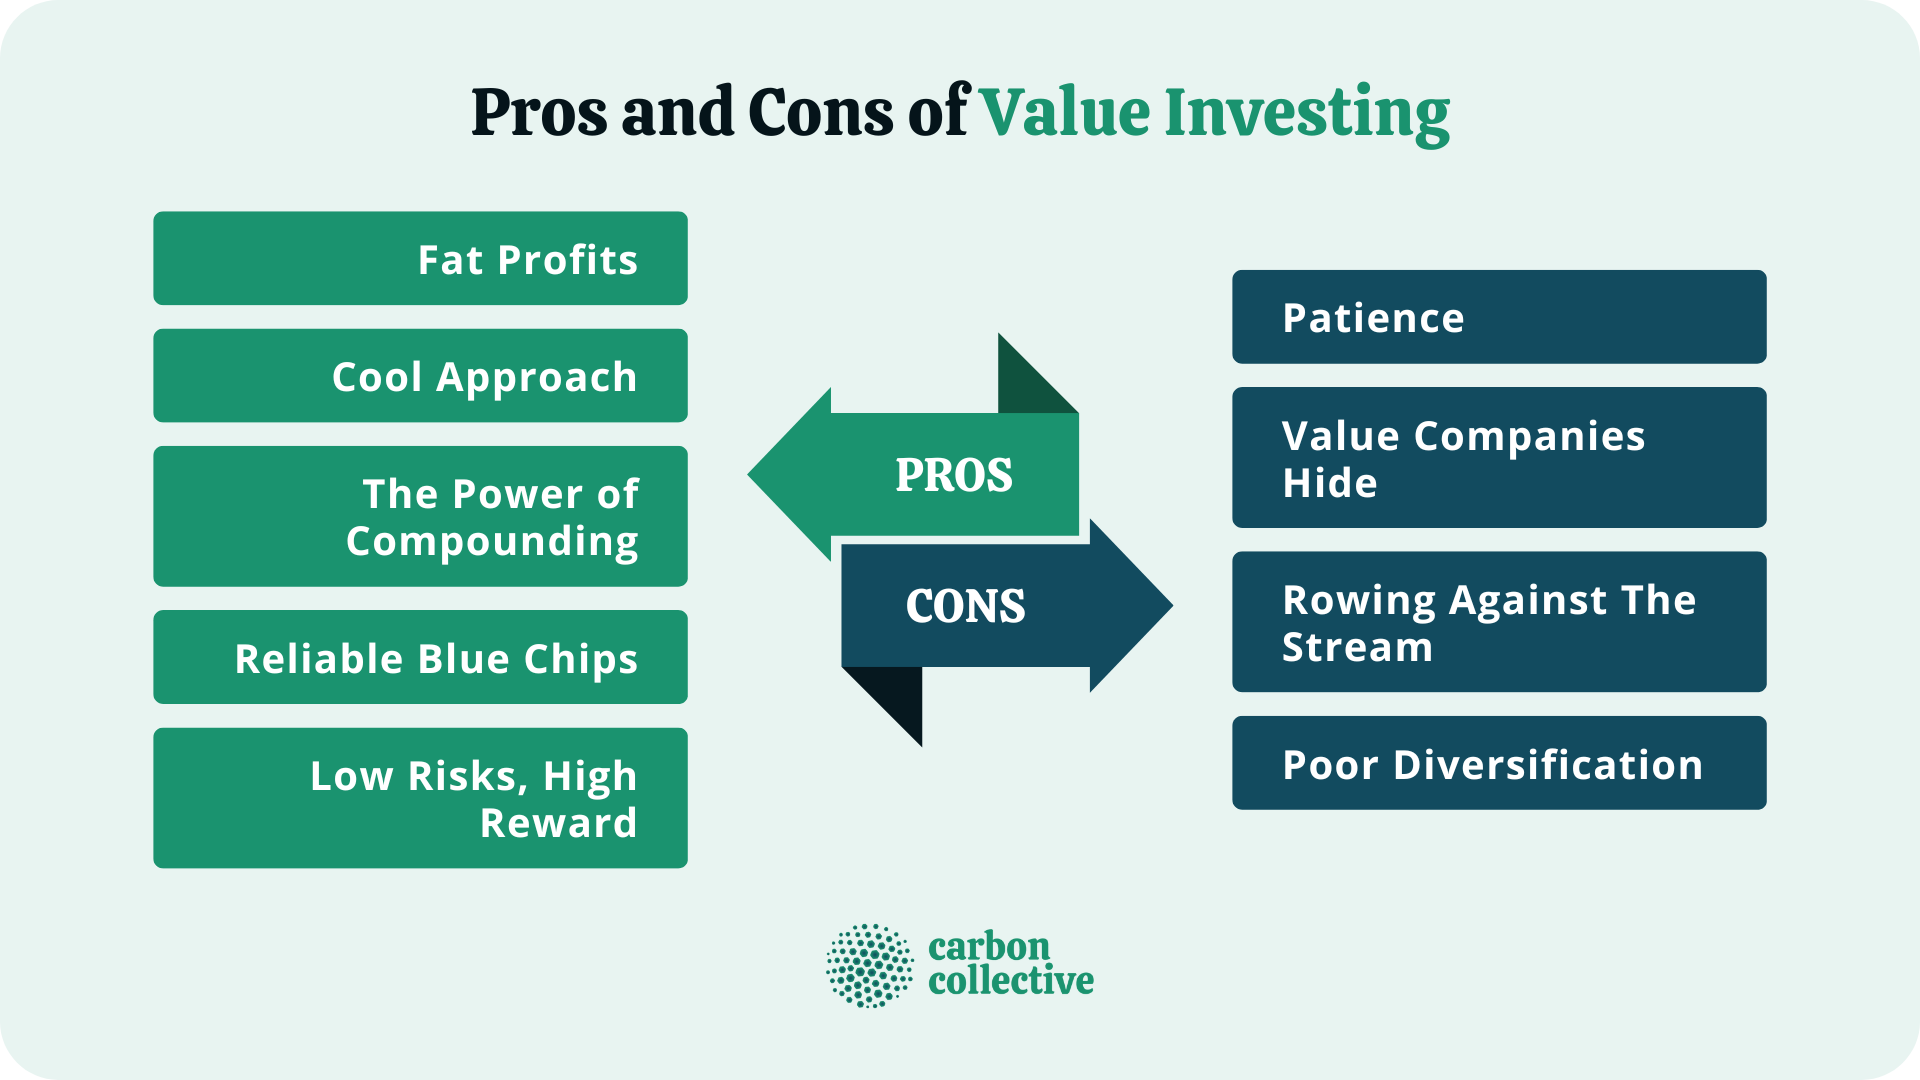 Pros and Cons of Value Investing
Fat Profits
Cool Approach
The Power of
Compounding
Reliable Blue Chips
Low Risks, High
Reward
PROS
CONS
Patience
Value Companies
Hide
Rowing Against The
Stream
Poor Diversification
carbon
collective